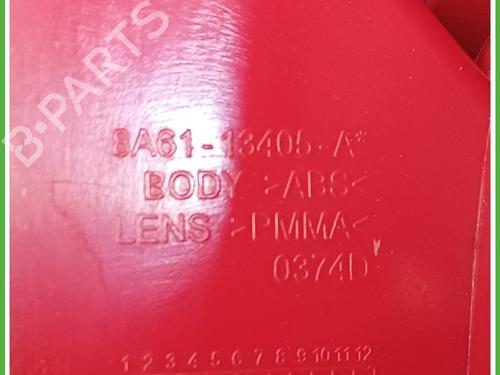 8A61-13405-A*
BODY >ABS<
LENS >PMMA<
0374D
1 2 3 4 5 6 7 8 9 10 11 12